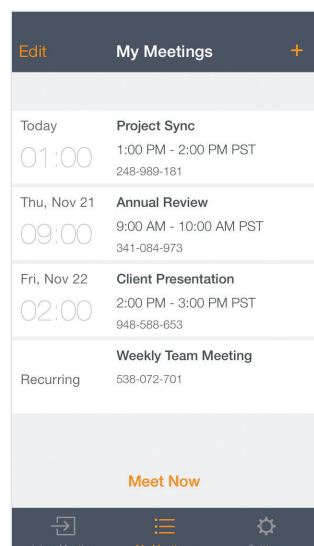 Edit My Meetings +
Today Project Sync
01:00 1:00 PM - 2:00 PM PST
248-989-181
Thu, Nov 21 Annual Review
09:00 9:00 AM - 10:00 AM PST
341-084-973
Fri, Nov 22 Client Presentation
02:00 2:00 PM - 3:00 PM PST
948-588-653
Weekly Team Meeting
Recurring 538-072-701
Meet Now